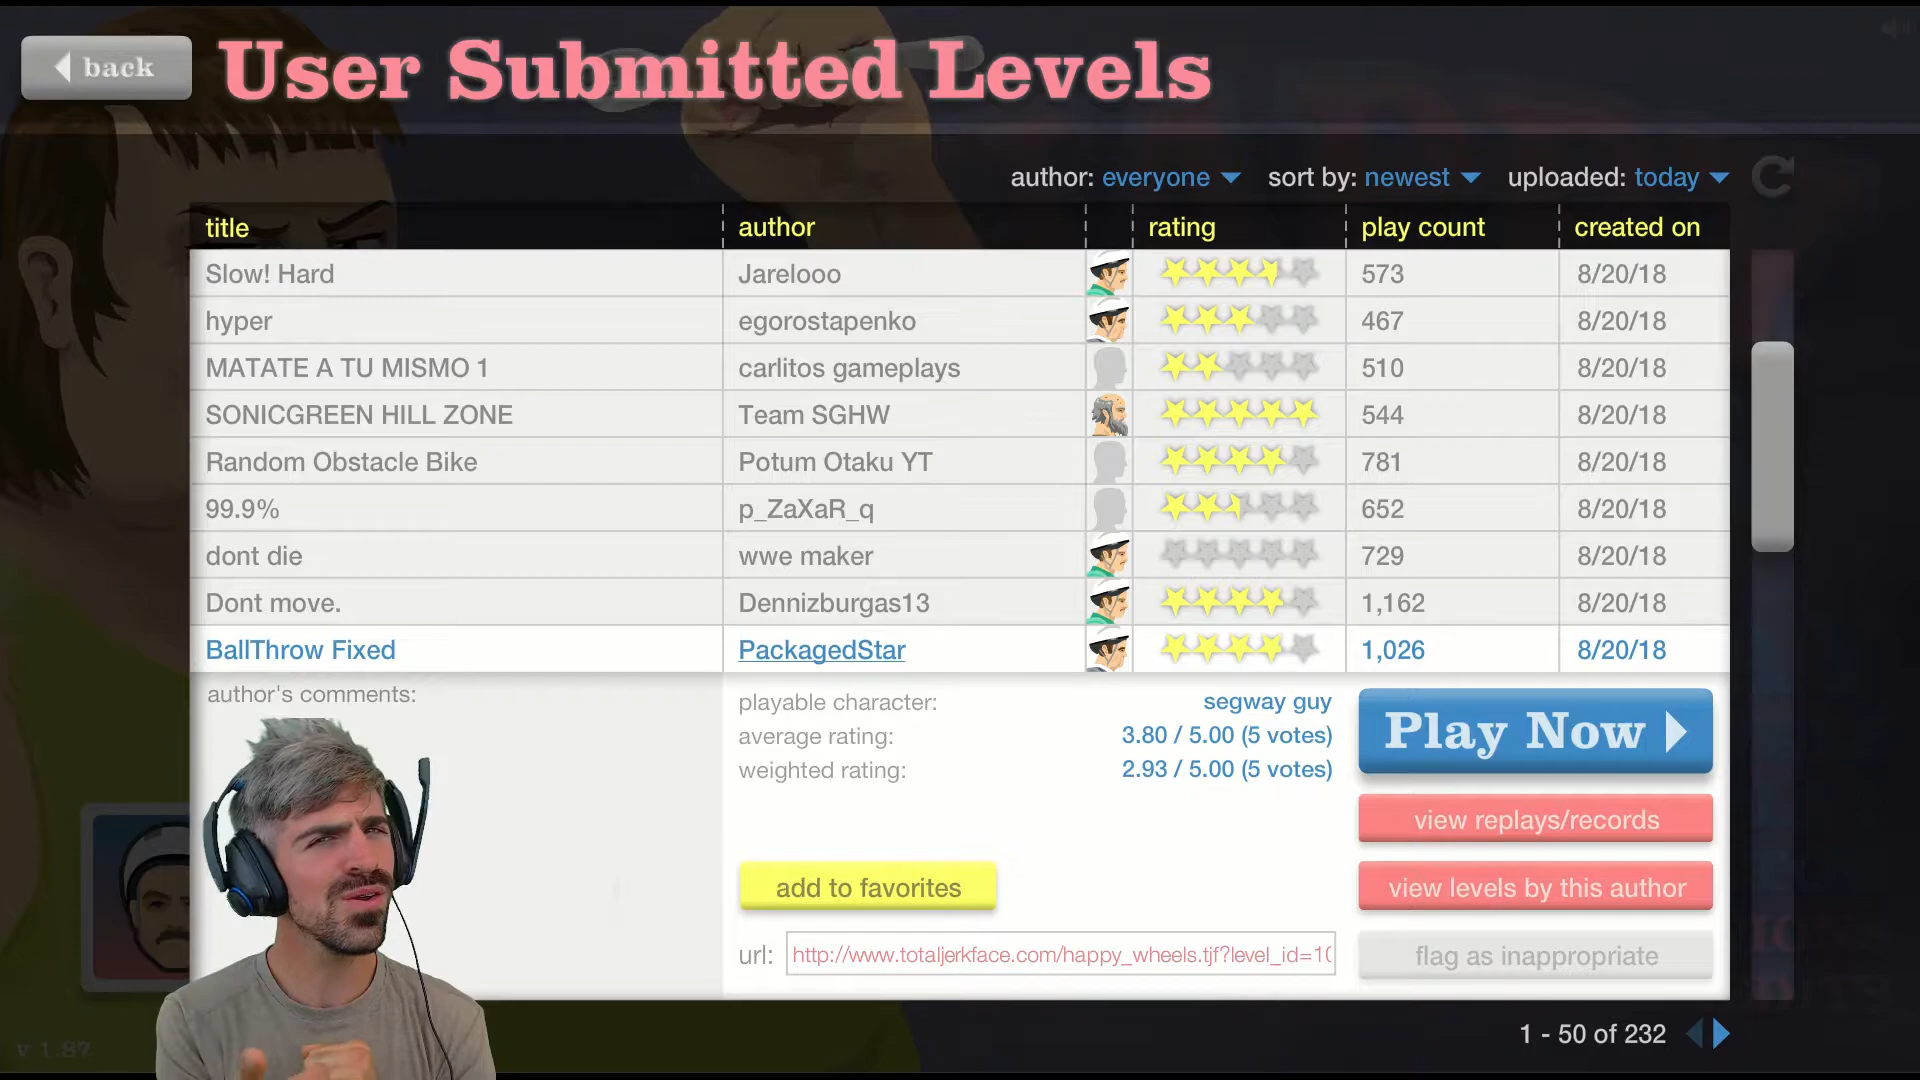 back
User Submitted Levels
author: everyone sort by: newest uploaded: today
title author rating play count created on
Slow! Hard Jarelooo 573 8/20/18
hyper egorostapenko 467 8/20/18
MATATE A TU MISMO 1 carlitos gameplays 510 8/20/18
SONICGREEN HILL ZONE Team SGHW 544 8/20/18
Random Obstacle Bike Potum Otaku YT 781 8/20/18
99.9% p_ZaXaR_q 652 8/20/18
dont die wwe maker 729 8/20/18
Dont move. Dennizburgas13 1,162 8/20/18
BallThrow Fixed PackagedStar 1,026 8/20/18
author's comments:
playable character: segway guy
average rating: 3.80 / 5.00 (5 votes)
weighted rating: 2.93 / 5.00 (5 votes)
Play Now
view replays/records
add to favorites
view levels by this author
url: http://www.totaljerkface.com/happy_wheels.tjf?level_id=10
flag as inappropriate
1 - 50 of 232
v 1.87